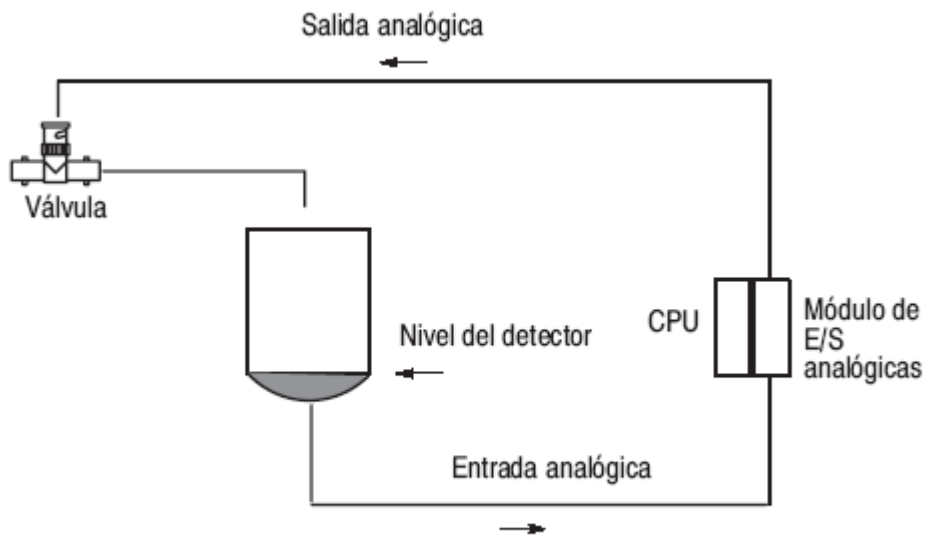 Salida analógica
Válvula
Nivel del detector
CPU
Módulo de
E/S
analógicas
Entrada analógica